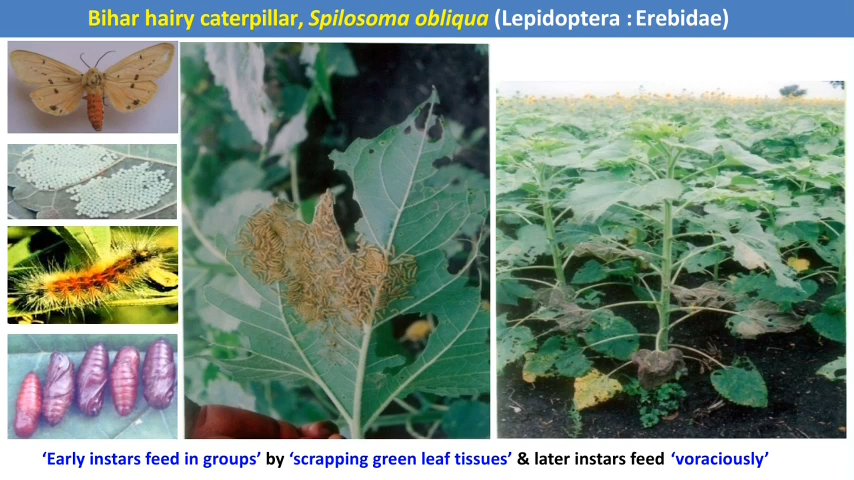 Bihar hairy caterpillar, Spilosoma obliqua (Lepidoptera : Erebidae)
‘Early instars feed in groups’ by ‘scrapping green leaf tissues’ & later instars feed ‘voraciously’